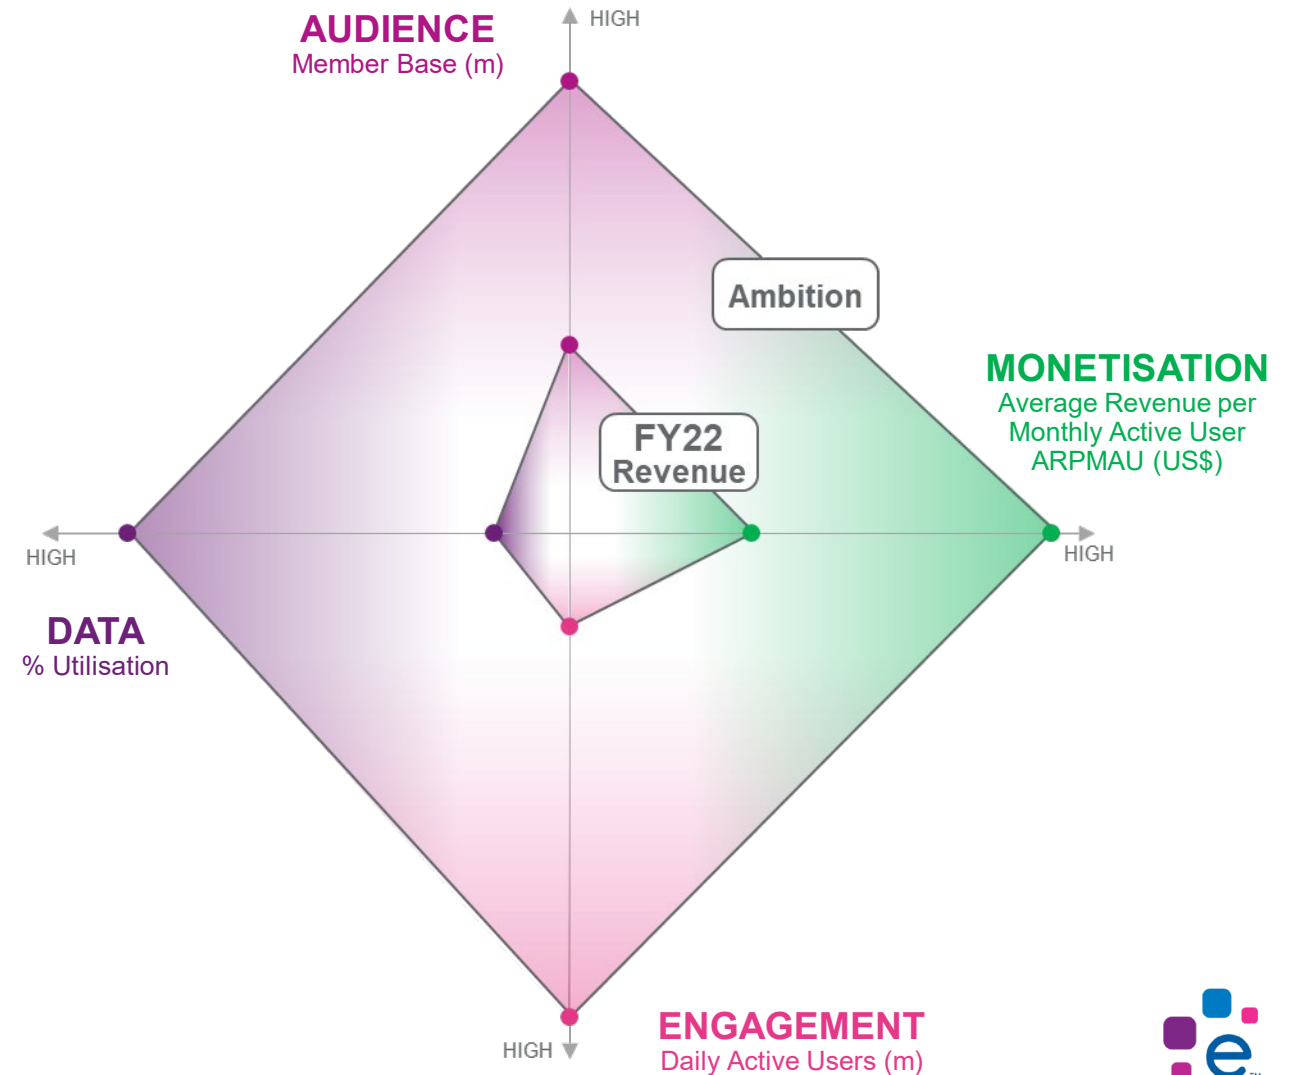 AUDIENCE
Member Base (m)
HIGH
Ambition
MONETISATION
Average Revenue per
Monthly Active User
ARPMAU (US$)
FY22
Revenue
HIGH
HIGH
DATA
% Utilisation
ENGAGEMENT
Daily Active Users (m)
HIGH
e
TM